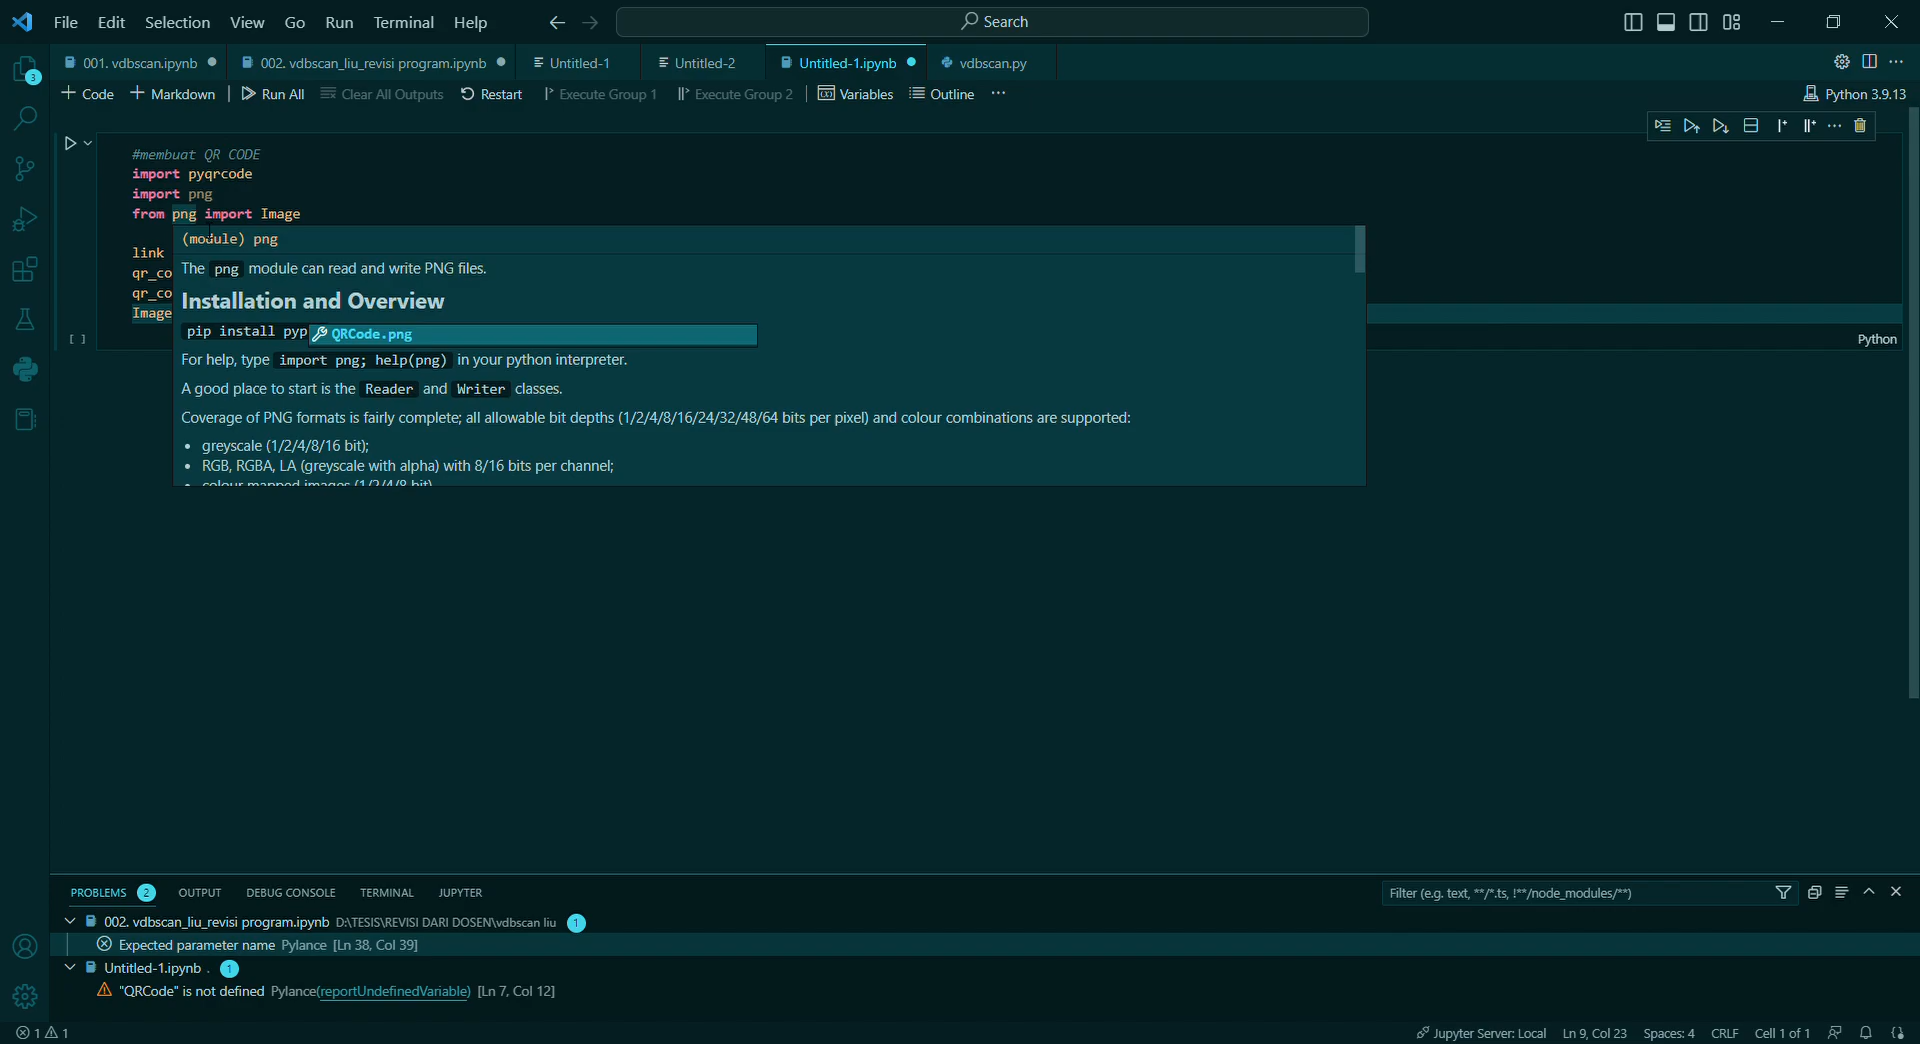 File Edit Selection View Go Run Terminal Help Search
001. vdbscan.ipynb 002. vdbscan_liu_revisi program.ipynb Untitled-1 Untitled-2 Untitled-1.ipynb vdbscan.py
Code Markdown Run All Clear All Outputs Restart Execute Group 1 Execute Group 2 Variables Outline ... Python 3.9.13
3
#membuat QR CODE
import pyqrcode
import png
from png import Image
(module) png
link
The png module can read and write PNG files.
qr_co
qr_co
Installation and Overview
Image
pip install pyp
QRCode.png
[ ]
Python
For help, type import png; help(png) in your python interpreter.
A good place to start is the Reader and Writer classes.
Coverage of PNG formats is fairly complete; all allowable bit depths (1/2/4/8/16/24/32/48/64 bits per pixel) and colour combinations are supported:
• greyscale (1/2/4/8/16 bit);
• RGB, RGBA, LA (greyscale with alpha) with 8/16 bits per channel;
• colour mapped images (1/2/4/8 bit)
PROBLEMS 2 OUTPUT DEBUG CONSOLE TERMINAL JUPYTER Filter (e.g. text, **/*.ts, !**/node_modules/**)
002. vdbscan_liu_revisi program.ipynb D:\TESIS\REVISI DARI DOSEN\vdbscan liu 1
Expected parameter name Pylance [Ln 38, Col 39]
Untitled-1.ipynb . 1
"QRCode" is not defined Pylance(reportUndefinedVariable) [Ln 7, Col 12]
1 1 Jupyter Server: Local Ln 9, Col 23 Spaces: 4 CRLF Cell 1 of 1